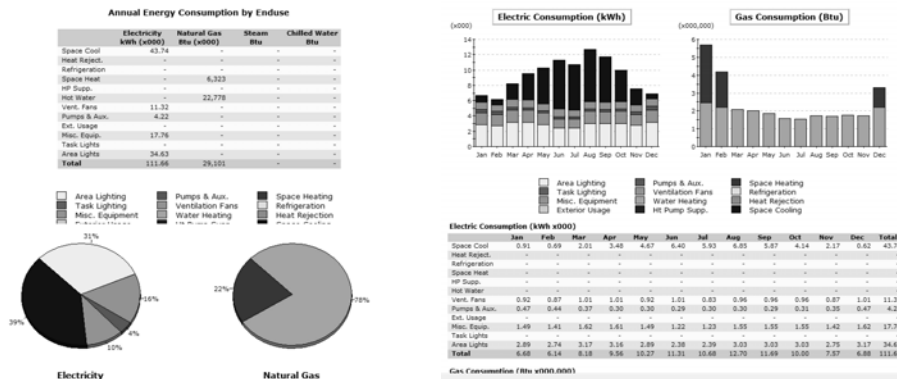 Annual Energy Consumption by Enduse
Electricity Natural Gas Steam Chilled Water
kWh (x000) Btu (x000) Btu Btu
Space Cool 43.74 - - -
Heat Reject. - - - -
Refrigeration - - - -
Space Heat - 6,323 - -
HP Supp. - - - -
Hot Water - 22,778 - -
Vent. Fans 11.32 - - -
Pumps & Aux. 4.22 - - -
Ext. Usage - - - -
Misc. Equip. 17.76 - - -
Task Lights - - - -
Area Lights 34.63 - - -
Total 111.66 29,101 - -
Area Lighting Pumps & Aux. Space Heating
Task Lighting Ventilation Fans Refrigeration
Misc. Equipment Water Heating Heat Rejection
31%
16%
4%
10%
39%
22%
78%
Electricity Natural Gas
Electric Consumption (kWh)
(x000)
14
12
10
8
6
4
2
0
Jan Feb Mar Apr May Jun Jul Aug Sep Oct Nov Dec
Gas Consumption (Btu)
(x000,000)
6
5
4
3
2
1
0
Jan Feb Mar Apr May Jun Jul Aug Sep Oct Nov Dec
Area Lighting Pumps & Aux. Space Heating
Task Lighting Ventilation Fans Refrigeration
Misc. Equipment Water Heating Heat Rejection
Exterior Usage Ht Pump Supp. Space Cooling
Electric Consumption (kWh x000)
Jan Feb Mar Apr May Jun Jul Aug Sep Oct Nov Dec Total
Space Cool 0.91 0.69 2.01 3.48 4.67 6.40 5.93 6.85 5.87 4.14 2.17 0.62 43.7
Heat Reject. - - - - - - - - - - - - -
Refrigeration - - - - - - - - - - - - -
Space Heat - - - - - - - - - - - - -
HP Supp. - - - - - - - - - - - - -
Hot Water - - - - - - - - - - - - -
Vent. Fans 0.92 0.87 1.01 1.01 0.92 1.01 0.83 0.96 0.96 0.96 0.87 1.01 11.3
Pumps & Aux. 0.47 0.44 0.37 0.30 0.30 0.29 0.30 0.30 0.29 0.31 0.35 0.47 4.2
Ext. Usage - - - - - - - - - - - - -
Misc. Equip. 1.49 1.41 1.62 1.61 1.49 1.22 1.23 1.55 1.55 1.55 1.42 1.62 17.7
Task Lights - - - - - - - - - - - - -
Area Lights 2.89 2.74 3.17 3.16 2.89 2.38 2.39 3.03 3.03 3.03 2.75 3.17 34.6
Total 6.68 6.14 8.18 9.56 10.27 11.31 10.68 12.70 11.69 10.00 7.57 6.88 111.6
Gas Consumption (Btu x000,000)